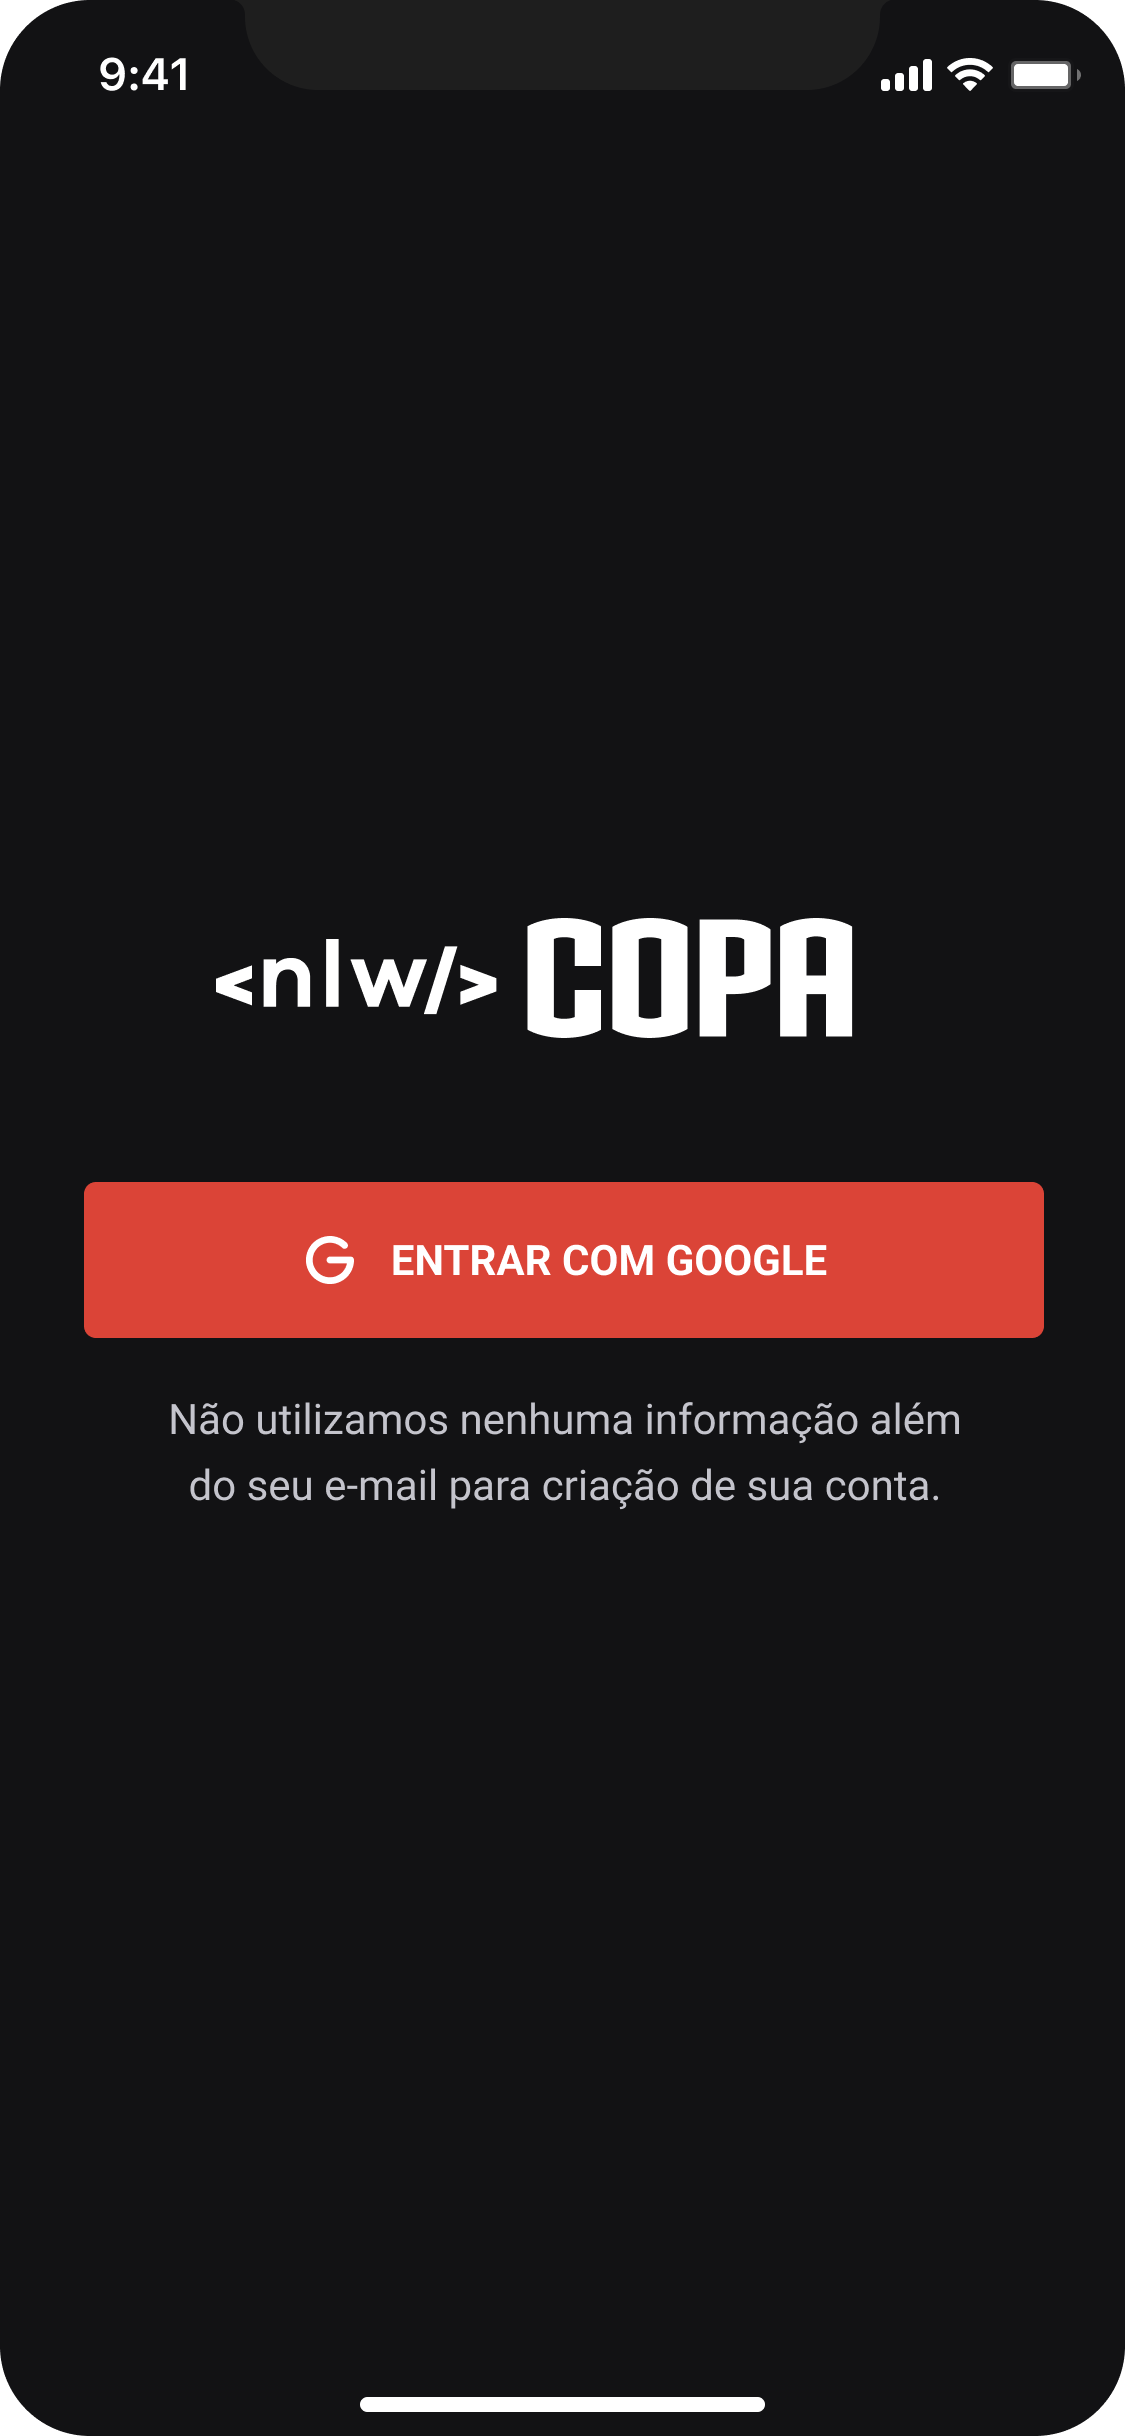 9:41
<nlw/> COPA
ENTRAR COM GOOGLE
Não utilizamos nenhuma informação além
do seu e-mail para criação de sua conta.